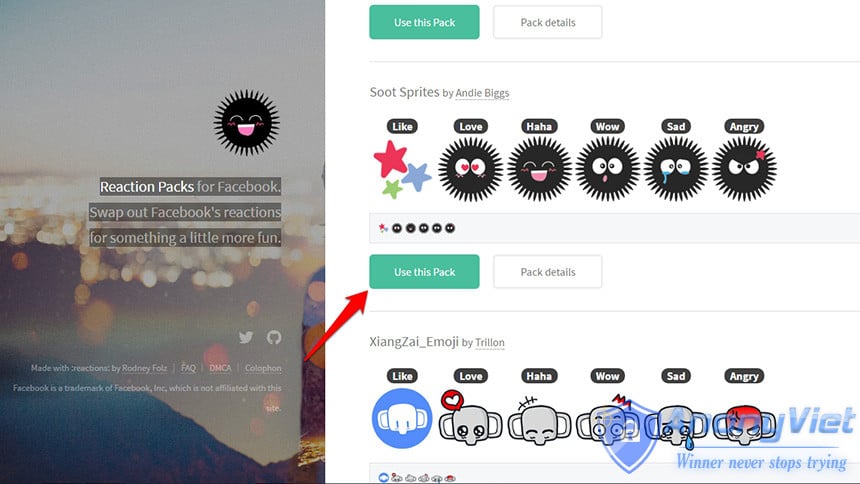 Reaction Packs for Facebook.
Swap out Facebook's reactions
for something a little more fun.
Made with :reactions: by Rodney Folz | FAQ | DMCA | Colophon
Facebook is a trademark of Facebook, Inc, which is not affiliated with this
site.
Use this Pack Pack details
Soot Sprites by Andie Biggs
Like Love Haha Wow Sad Angry
Use this Pack Pack details
XiangZai_Emoji by Trillon
Like Love Haha Wow Sad Angry
AnonyViet
Winner never stops trying